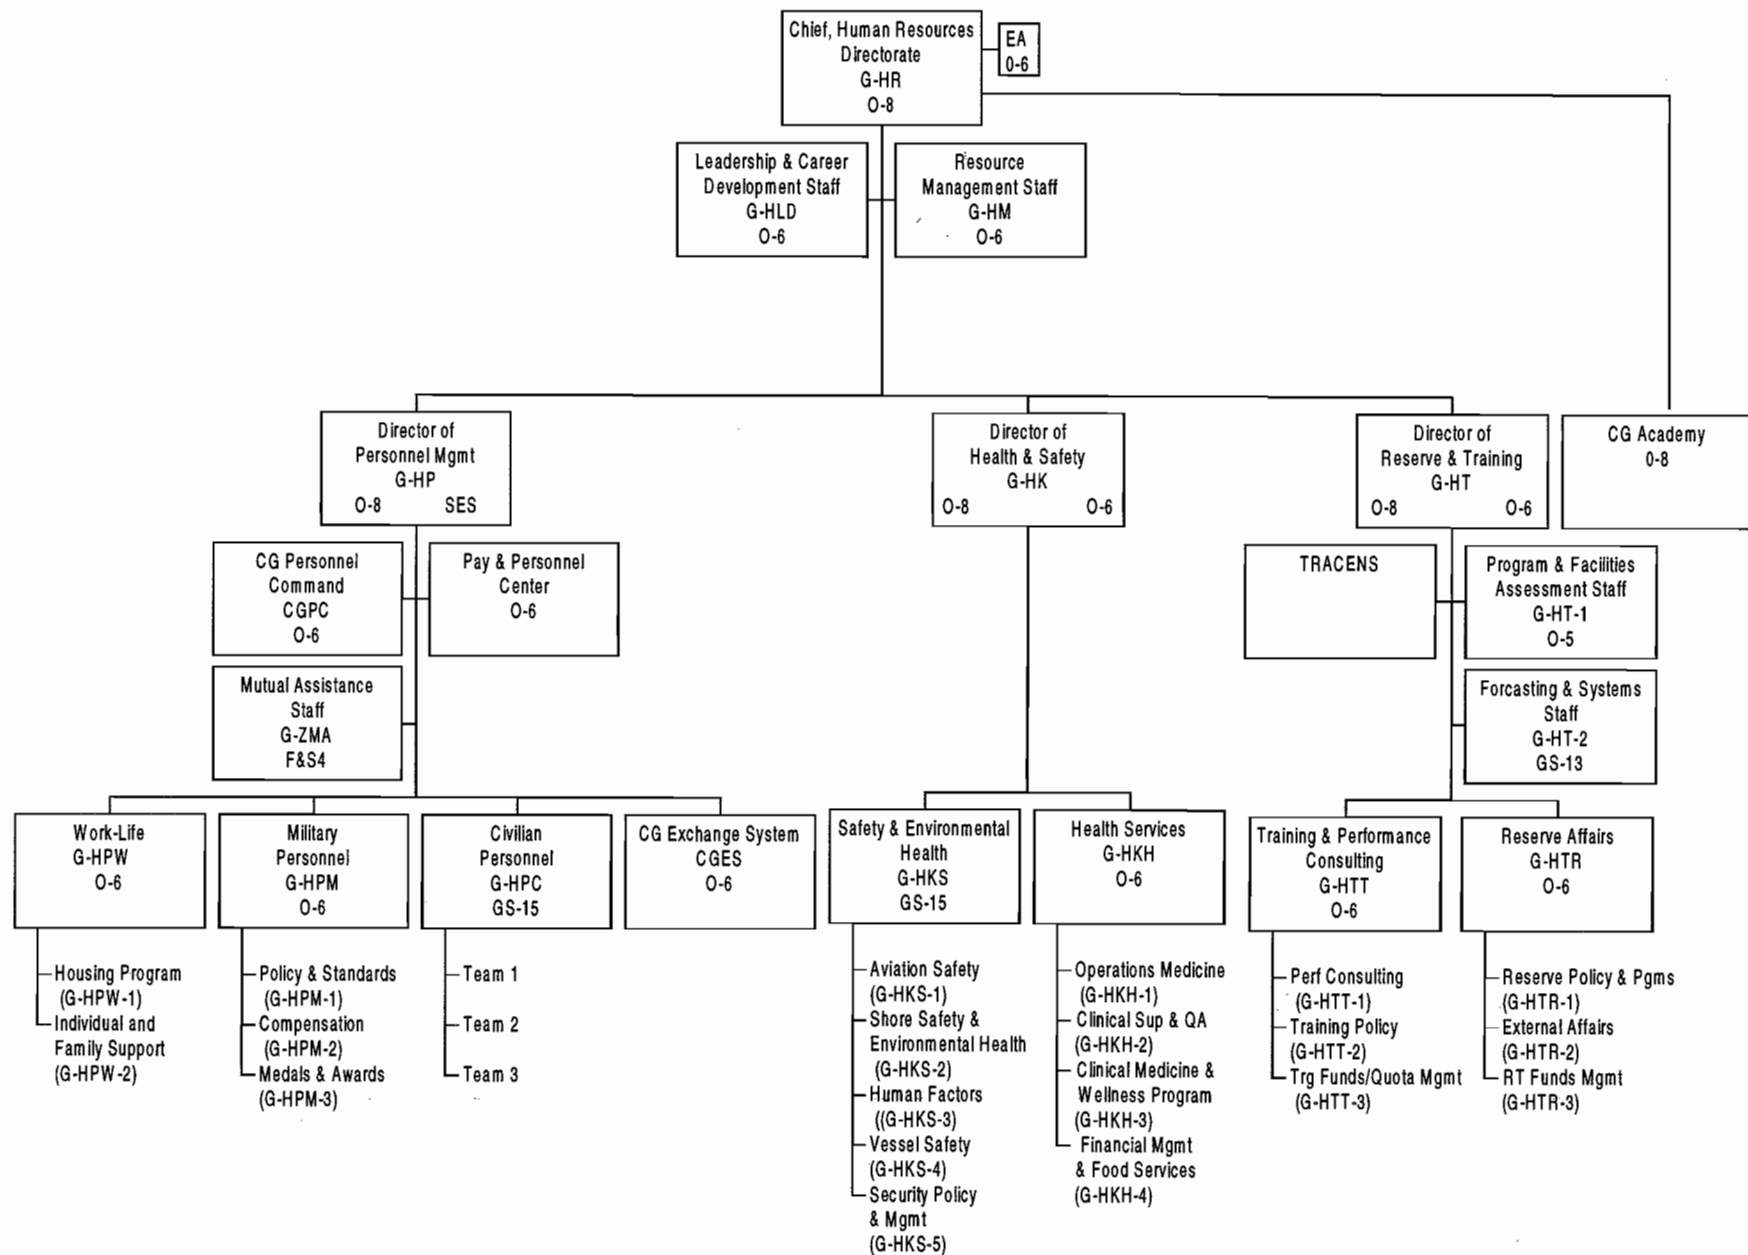 Chief, Human Resources
Directorate
G-HR
O-8
EA
0-6
Leadership & Career
Development Staff
G-HLD
O-6
Resource
Management Staff
G-HM
O-6
Director of
Personnel Mgmt
G-HP
O-8 SES
Director of
Health & Safety
G-HK
O-8 O-6
Director of
Reserve & Training
G-HT
O-8 O-6
CG Academy
0-8
CG Personnel
Command
CGPC
O-6
Pay & Personnel
Center
O-6
TRACENS
Program & Facilities
Assessment Staff
G-HT-1
O-5
Mutual Assistance
Staff
G-ZMA
F&S4
Forcasting & Systems
Staff
G-HT-2
GS-13
Work-Life
G-HPW
O-6
Military
Personnel
G-HPM
O-6
Civilian
Personnel
G-HPC
GS-15
CG Exchange System
CGES
O-6
Safety & Environmental
Health
G-HKS
GS-15
Health Services
G-HKH
O-6
Training & Performance
Consulting
G-HTT
O-6
Reserve Affairs
G-HTR
O-6
Housing Program
(G-HPW-1)
Individual and
Family Support
(G-HPW-2)
Policy & Standards
(G-HPM-1)
Compensation
(G-HPM-2)
Medals & Awards
(G-HPM-3)
Team 1
Team 2
Team 3
Aviation Safety
(G-HKS-1)
Shore Safety &
Environmental Health
(G-HKS-2)
Human Factors
((G-HKS-3)
Vessel Safety
(G-HKS-4)
Security Policy
& Mgmt
(G-HKS-5)
Operations Medicine
(G-HKH-1)
Clinical Sup & QA
(G-HKH-2)
Clinical Medicine &
Wellness Program
(G-HKH-3)
Financial Mgmt
& Food Services
(G-HKH-4)
Perf Consulting
(G-HTT-1)
Training Policy
(G-HTT-2)
Trg Funds/Quota Mgmt
(G-HTT-3)
Reserve Policy & Pgms
(G-HTR-1)
External Affairs
(G-HTR-2)
RT Funds Mgmt
(G-HTR-3)